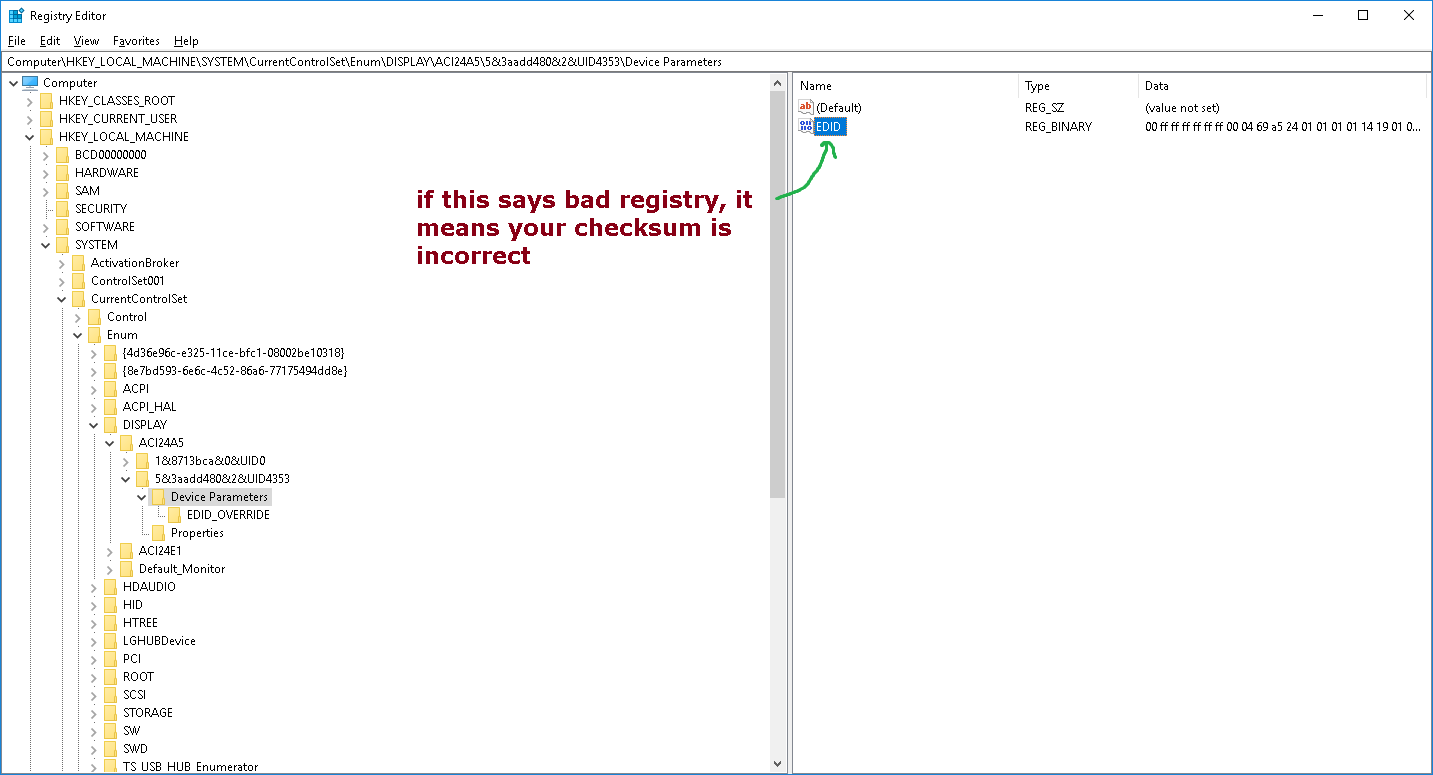 Registry Editor
File Edit View Favorites Help
Computer\HKEY_LOCAL_MACHINE\SYSTEM\CurrentControlSet\Enum\DISPLAY\ACI24A5\5&3aadd480&2&UID4353\Device Parameters
Computer
HKEY_CLASSES_ROOT
HKEY_CURRENT_USER
HKEY_LOCAL_MACHINE
BCD00000000
HARDWARE
SAM
SECURITY
SOFTWARE
SYSTEM
ActivationBroker
ControlSet001
CurrentControlSet
Control
Enum
{4d36e96c-e325-11ce-bfc1-08002be10318}
{8e7bd593-6e6c-4c52-86a6-77175494dd8e}
ACPI
ACPI_HAL
DISPLAY
ACI24A5
1&8713bca&0&UID0
5&3aadd480&2&UID4353
Device Parameters
EDID_OVERRIDE
Properties
ACI24E1
Default_Monitor
HDAUDIO
HID
HTREE
LGHUBDevice
PCI
ROOT
SCSI
STORAGE
SW
SWD
TS_USB_HUB_Enumerator
if this says bad registry, it
means your checksum is
incorrect
Name Type Data
ab (Default) REG_SZ (value not set)
EDID REG_BINARY 00 ff ff ff ff ff ff 00 04 69 a5 24 01 01 01 01 14 19 01 0...